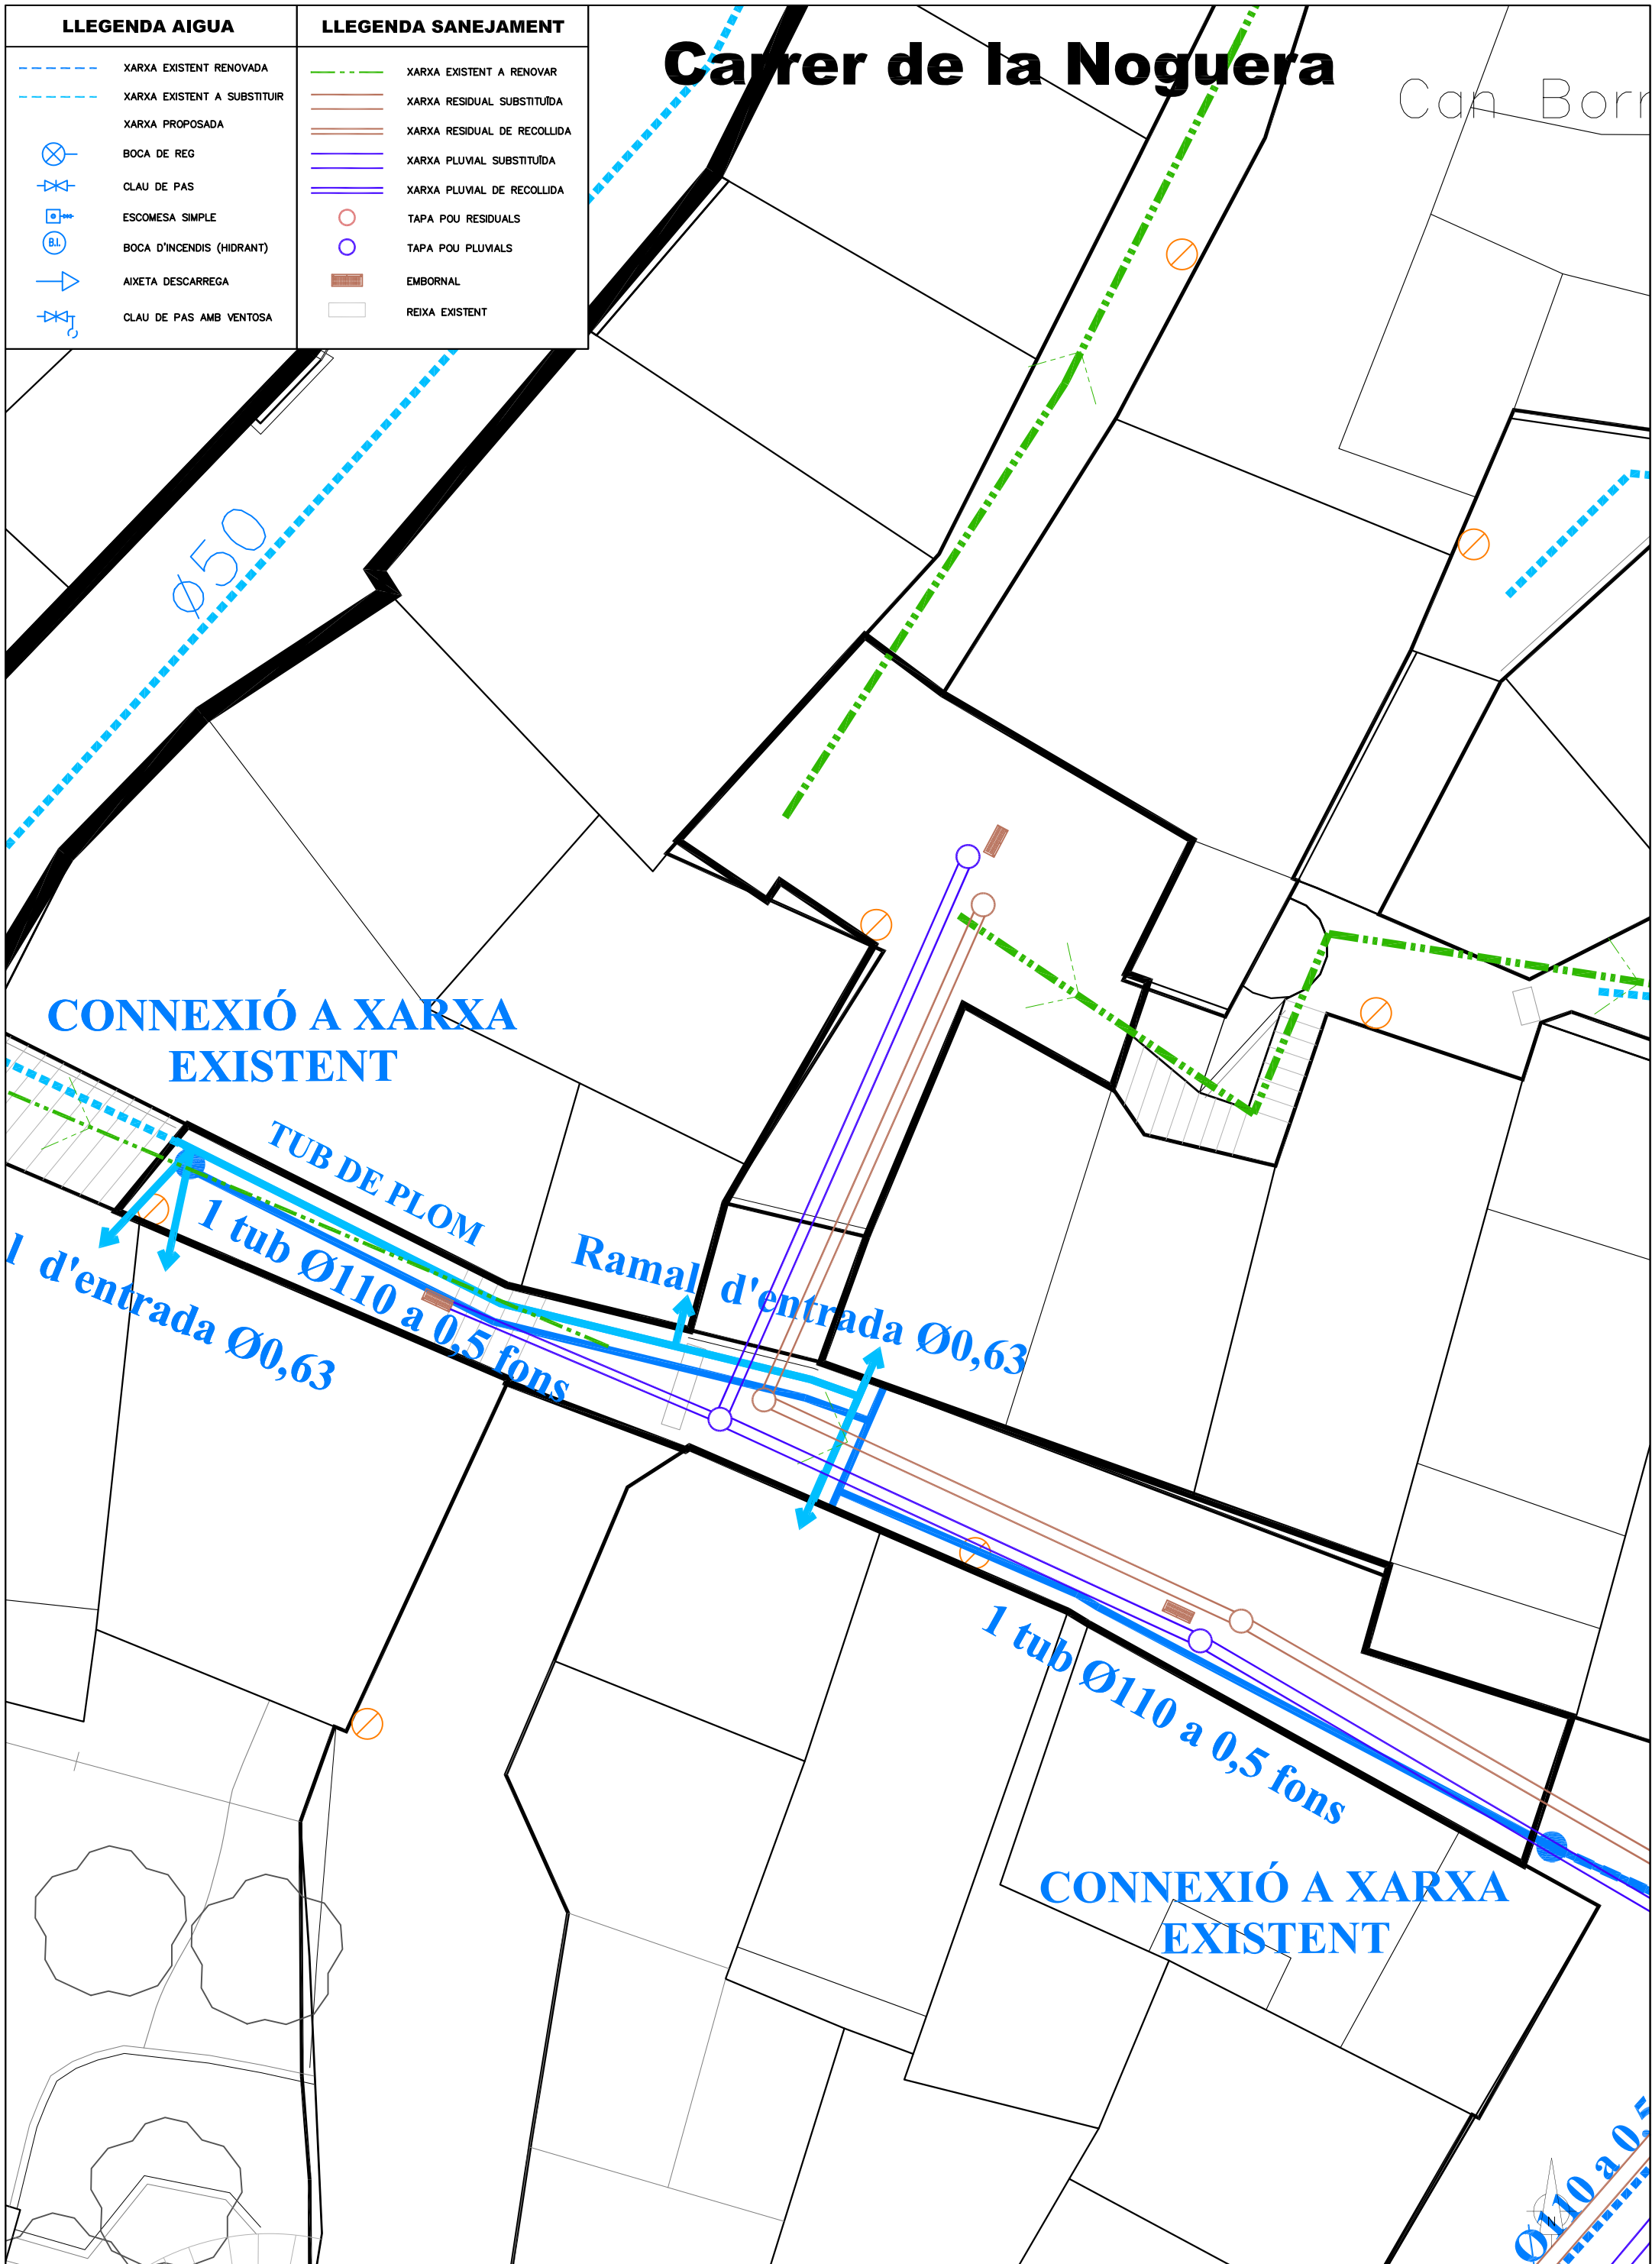 LLEGENDA AIGUA
XARXA EXISTENT RENOVADA
XARXA EXISTENT A SUBSTITUIR
XARXA PROPOSADA
BOCA DE REG
CLAU DE PAS
ESCOMESA SIMPLE
B.I.
BOCA D'INCENDIS (HIDRANT)
AIXETA DESCARREGA
CLAU DE PAS AMB VENTOSA
LLEGENDA SANEJAMENT
XARXA EXISTENT A RENOVAR
XARXA RESIDUAL SUBSTITUÏDA
XARXA RESIDUAL DE RECOLLIDA
XARXA PLUVIAL SUBSTITUÏDA
XARXA PLUVIAL DE RECOLLIDA
TAPA POU RESIDUALS
TAPA POU PLUVIALS
EMBORNAL
REIXA EXISTENT
Carrer de la Noguera
Can Borr
Ø50
CONNEXIÓ A XARXA
EXISTENT
TUB DE PLOM
1 tub Ø110 a 0,5 fons
l d'entrada Ø0,63
Ramal d'entrada Ø0,63
1 tub Ø110 a 0,5 fons
CONNEXIÓ A XARXA
EXISTENT
Ø110 a 0,5
N